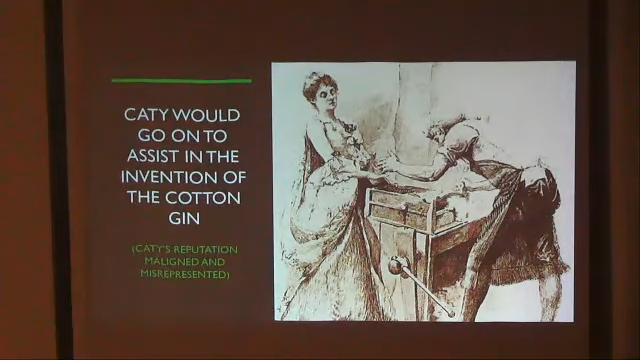 CATY WOULD
GO ON TO
ASSIST IN THE
INVENTION OF
THE COTTON
GIN
(CATY'S REPUTATION
MALIGNED AND
MISREPRESENTED)